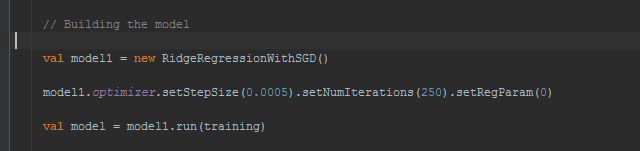 // Building the model
val model1 = new RidgeRegressionWithSGD()
model1.optimizer.setStepSize(0.0005).setNumIterations(250).setRegParam(0)
val model = model1.run(training)